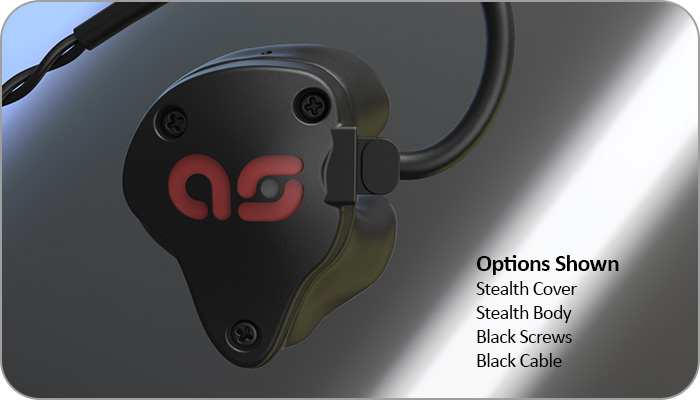 as
Options Shown
Stealth Cover
Stealth Body
Black Screws
Black Cable